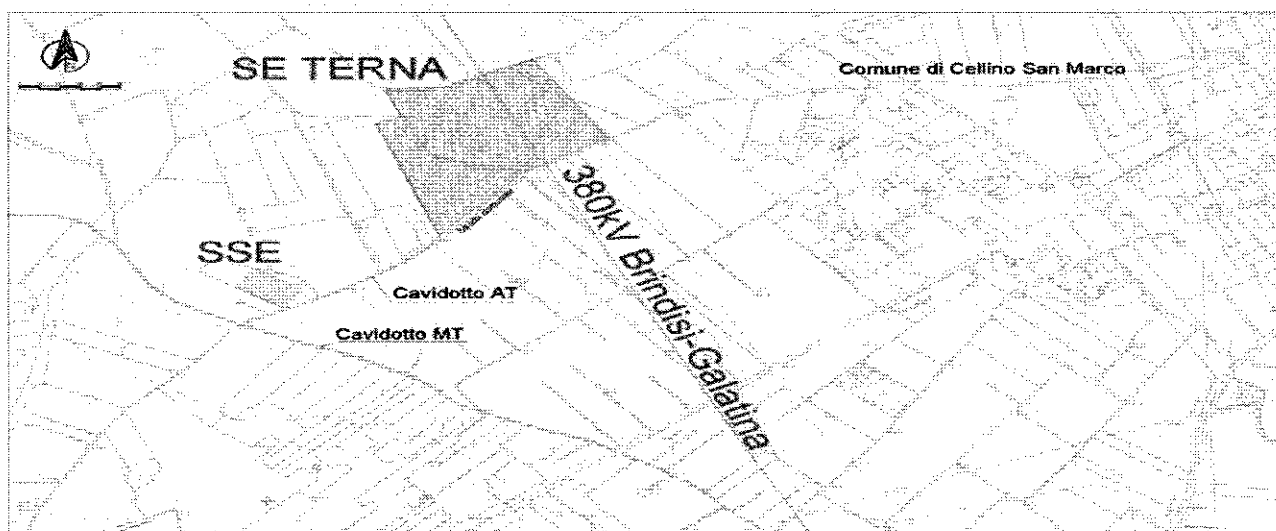 SE TERNA
Comune di Cellino San Marco
380kV Brindisi-Galatina
SSE
Cavidotto AT
Cavidotto MT